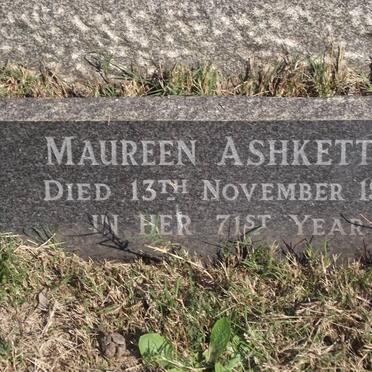 MAUREEN ASHKETT
DIED 13TH NOVEMBER
IN HER 71ST YEAR